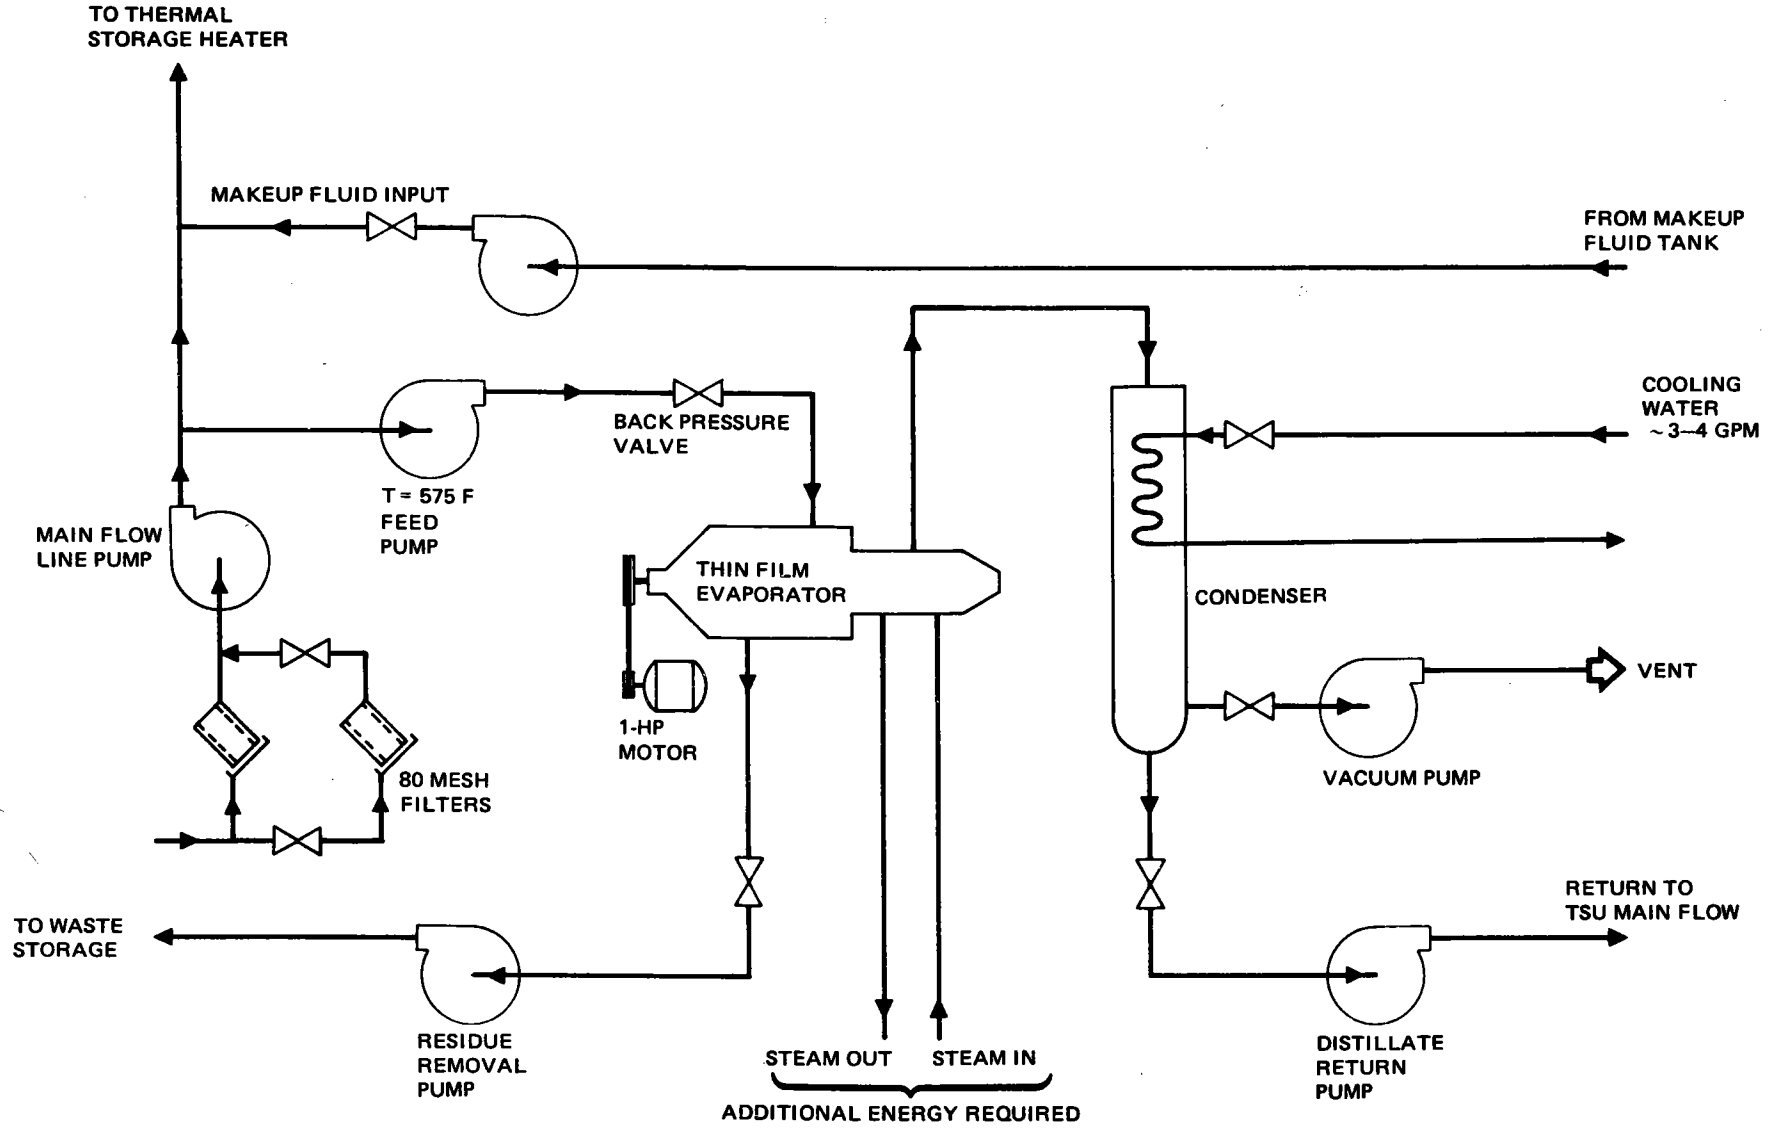 TO THERMAL
STORAGE HEATER
MAKEUP FLUID INPUT
FROM MAKEUP
FLUID TANK
COOLING
WATER
~ 3–4 GPM
BACK PRESSURE
VALVE
T = 575 F
FEED
PUMP
MAIN FLOW
LINE PUMP
THIN FILM
EVAPORATOR
CONDENSER
VENT
1-HP
MOTOR
80 MESH
FILTERS
VACUUM PUMP
RETURN TO
TSU MAIN FLOW
TO WASTE
STORAGE
RESIDUE
REMOVAL
PUMP
STEAM OUT
STEAM IN
DISTILLATE
RETURN
PUMP
ADDITIONAL ENERGY REQUIRED